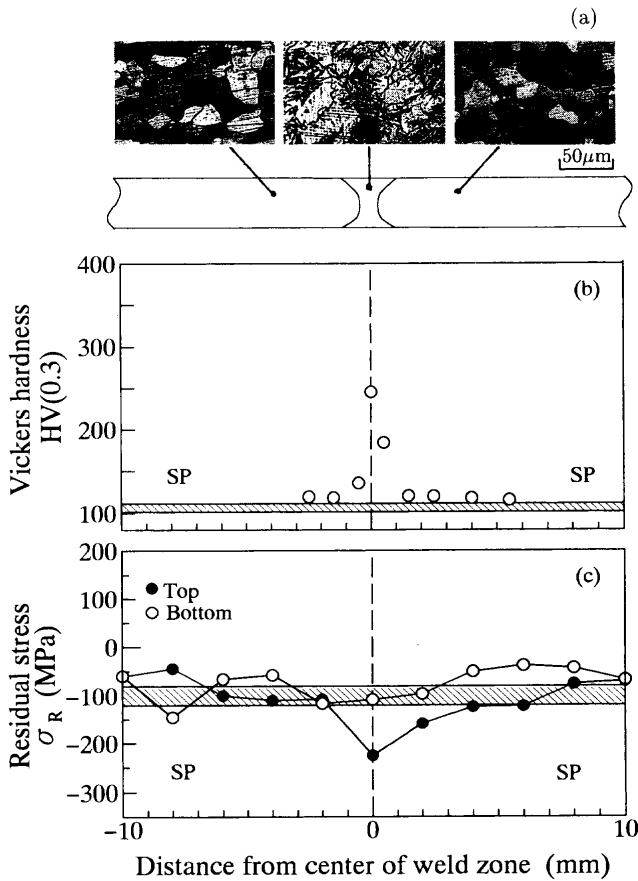 (a)
50μm
(b)
Vickers hardness
HV(0.3)
400
300
200
100
SP
SP
(c)
Residual stress
σR (MPa)
200
100
0
−100
−200
−300
Top
Bottom
SP
SP
−10
0
10
Distance from center of weld zone (mm)